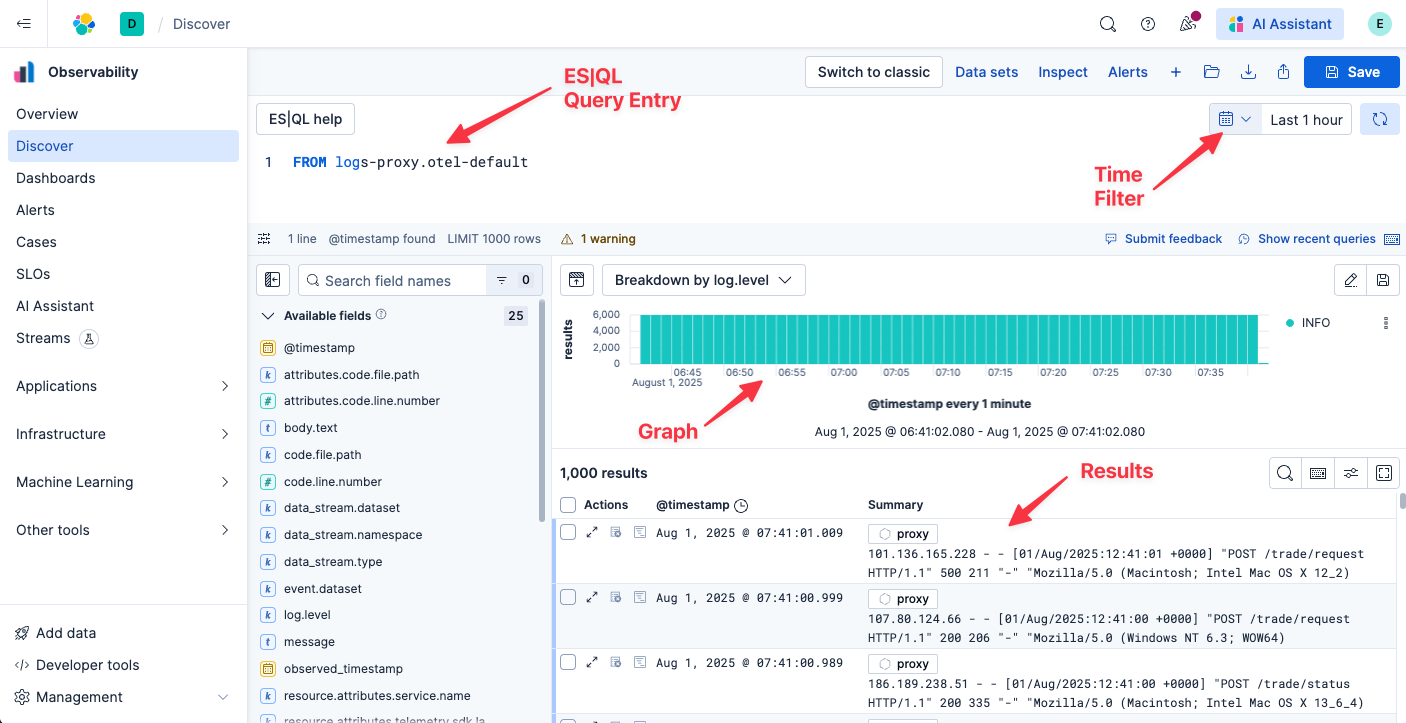 D / Discover
AI Assistant
E
Observability
Overview
Discover
Dashboards
Alerts
Cases
SLOs
AI Assistant
Streams
Applications
Infrastructure
Machine Learning
Other tools
Add data
Developer tools
Management
Switch to classic
Data sets
Inspect
Alerts
Save
ES|QL
Query Entry
ES|QL help
Last 1 hour
1 FROM logs-proxy.otel-default
Time
Filter
1 line @timestamp found LIMIT 1000 rows 1 warning
Submit feedback
Show recent queries
Search field names 0
Available fields 25
@timestamp
k attributes.code.file.path
# attributes.code.line.number
t body.text
k code.file.path
# code.line.number
k data_stream.dataset
k data_stream.namespace
k data_stream.type
k event.dataset
k log.level
t message
observed_timestamp
k resource.attributes.service.name
resource.attributes.telemetry.sdk.la
Breakdown by log.level
results
6,000
4,000
2,000
0
INFO
06:45 06:50 06:55 07:00 07:05 07:10 07:15 07:20 07:25 07:30 07:35
August 1, 2025
@timestamp every 1 minute
Graph
Aug 1, 2025 @ 06:41:02.080 - Aug 1, 2025 @ 07:41:02.080
1,000 results
Results
Actions @timestamp Summary
Aug 1, 2025 @ 07:41:01.009 proxy
101.136.165.228 - - [01/Aug/2025:12:41:01 +0000] "POST /trade/request
HTTP/1.1" 500 211 "-" "Mozilla/5.0 (Macintosh; Intel Mac OS X 12_2)
Aug 1, 2025 @ 07:41:00.999 proxy
107.80.124.66 - - [01/Aug/2025:12:41:00 +0000] "POST /trade/request
HTTP/1.1" 200 206 "-" "Mozilla/5.0 (Windows NT 6.3; WOW64)
Aug 1, 2025 @ 07:41:00.989 proxy
186.189.238.51 - - [01/Aug/2025:12:41:00 +0000] "POST /trade/status
HTTP/1.1" 200 335 "-" "Mozilla/5.0 (Macintosh; Intel Mac OS X 13_6_4)